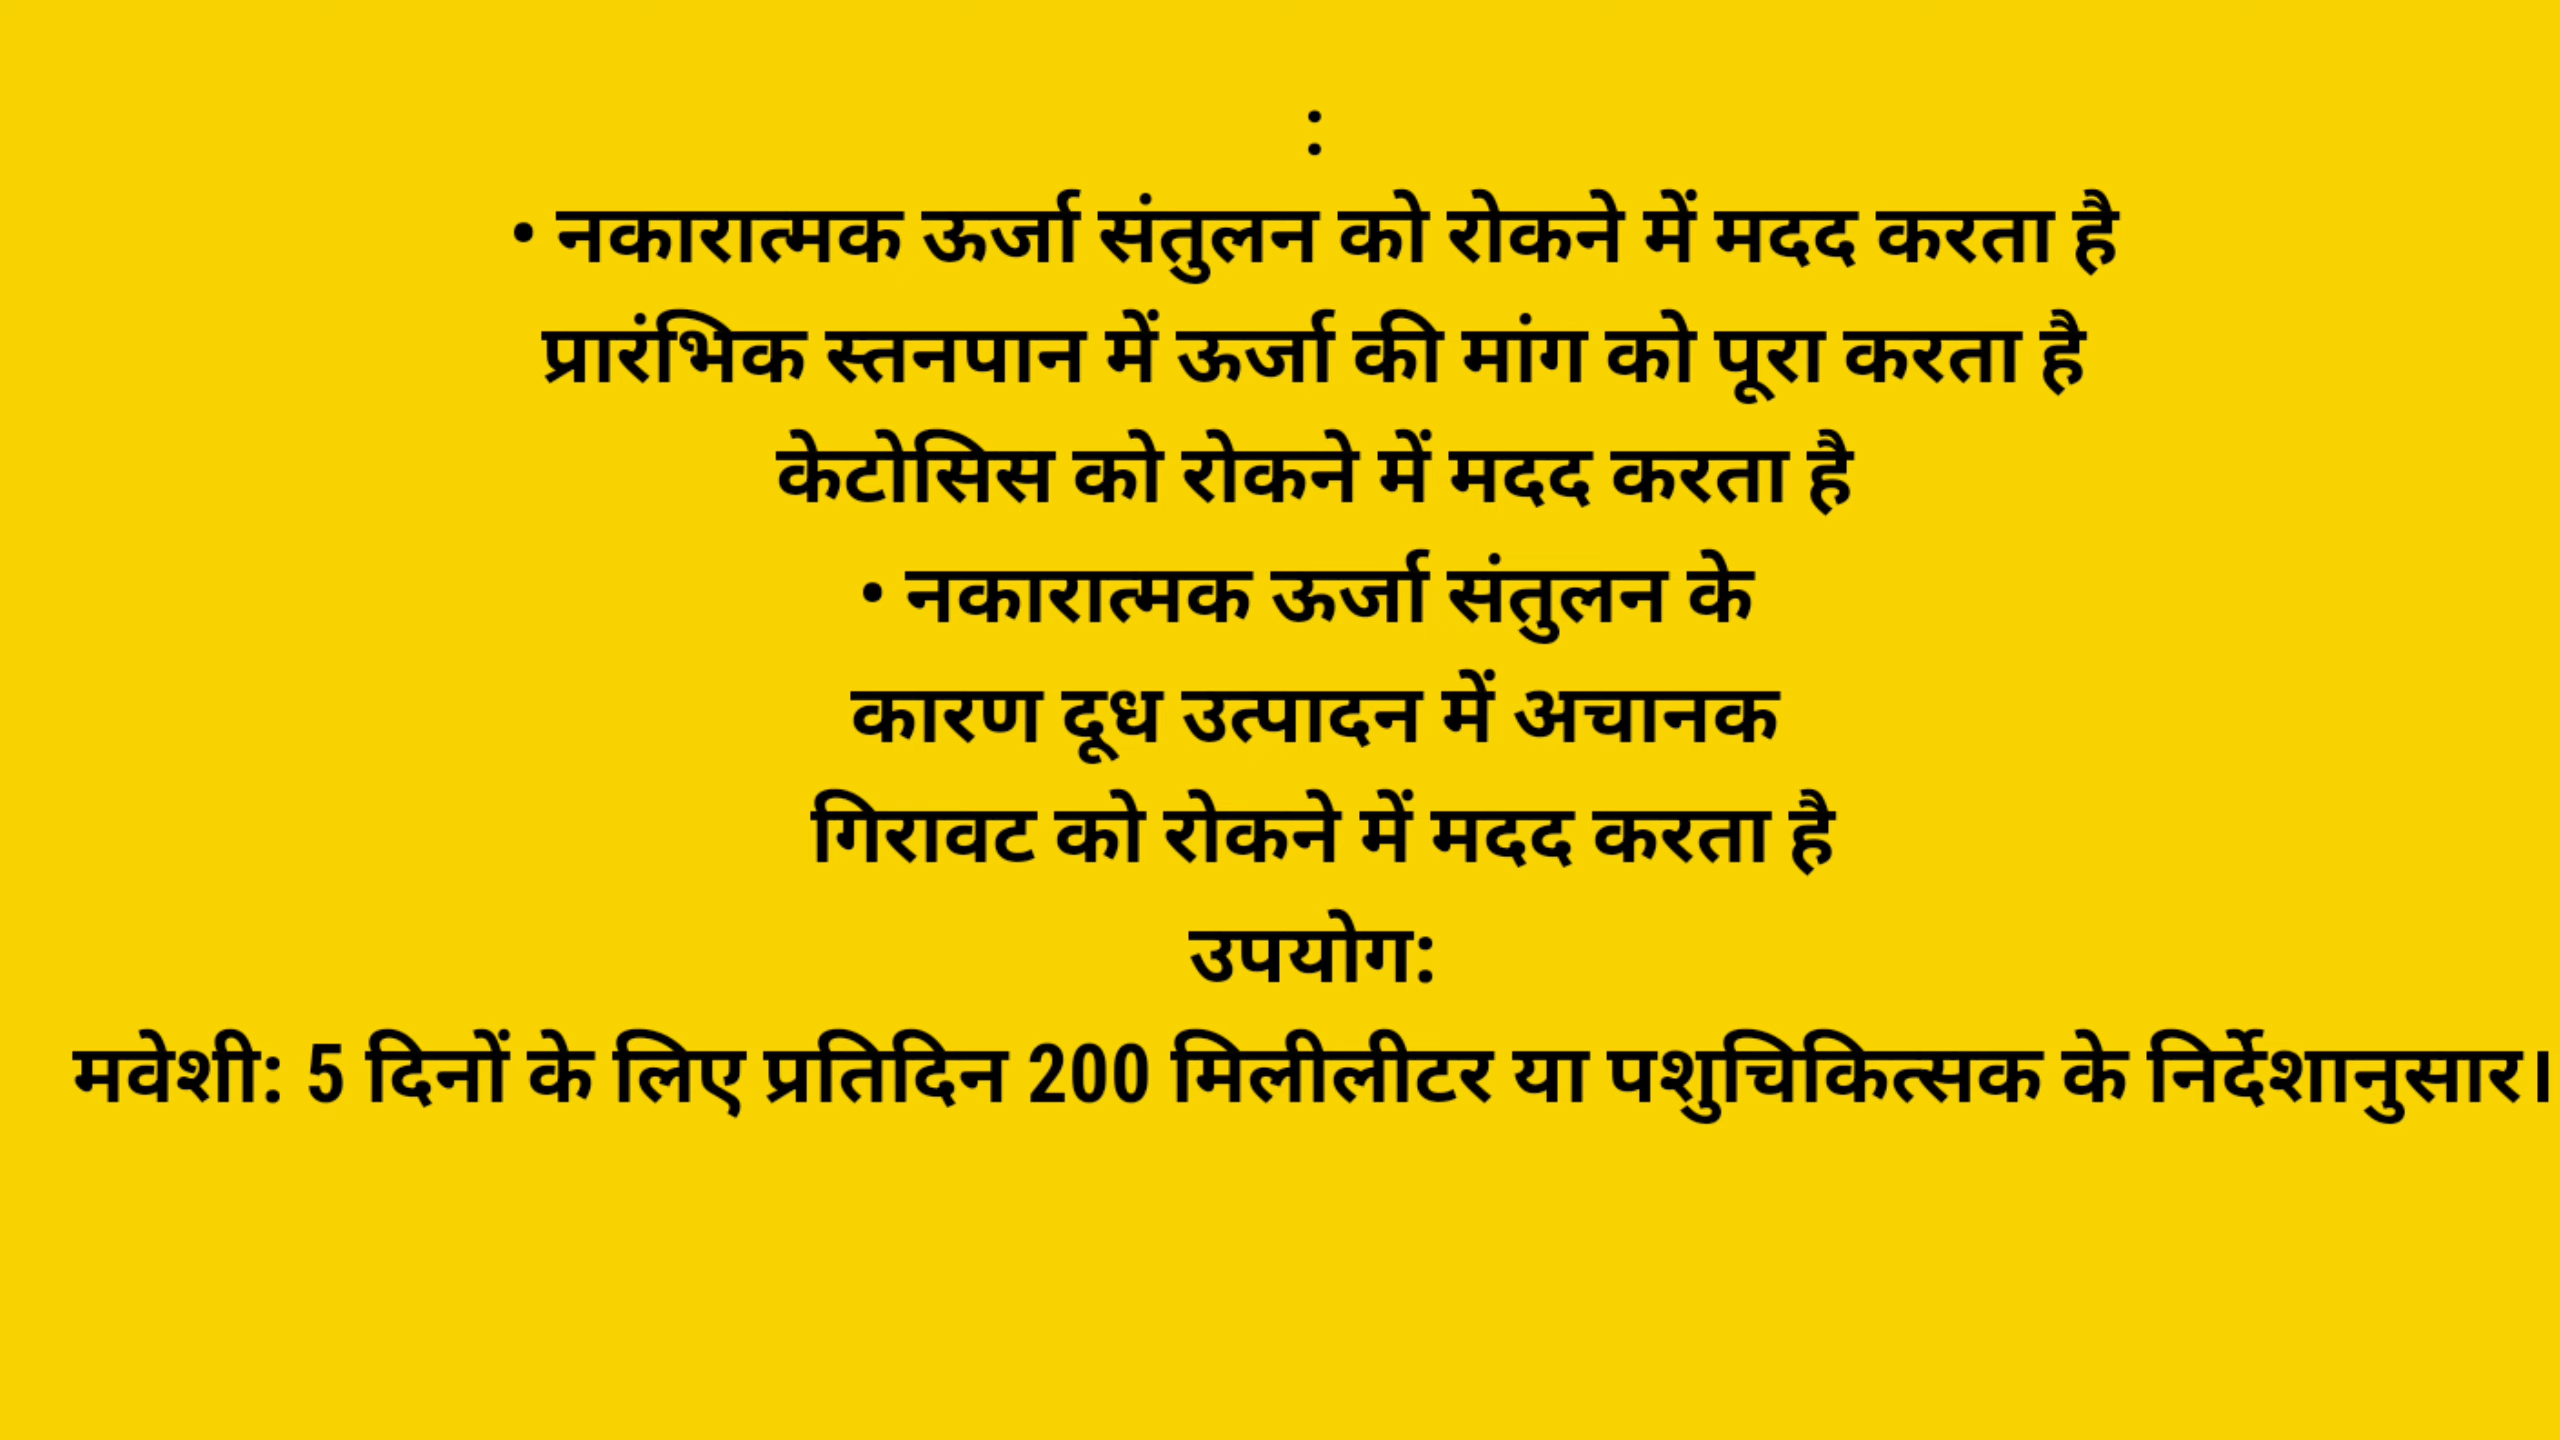 :
• नकारात्मक ऊर्जा संतुलन को रोकने में मदद करता है
प्रारंभिक स्तनपान में ऊर्जा की मांग को पूरा करता है
केटोसिस को रोकने में मदद करता है
• नकारात्मक ऊर्जा संतुलन के
कारण दूध उत्पादन में अचानक
गिरावट को रोकने में मदद करता है
उपयोग:
मवेशी: 5 दिनों के लिए प्रतिदिन 200 मिलीलीटर या पशुचिकित्सक के निर्देशानुसार।